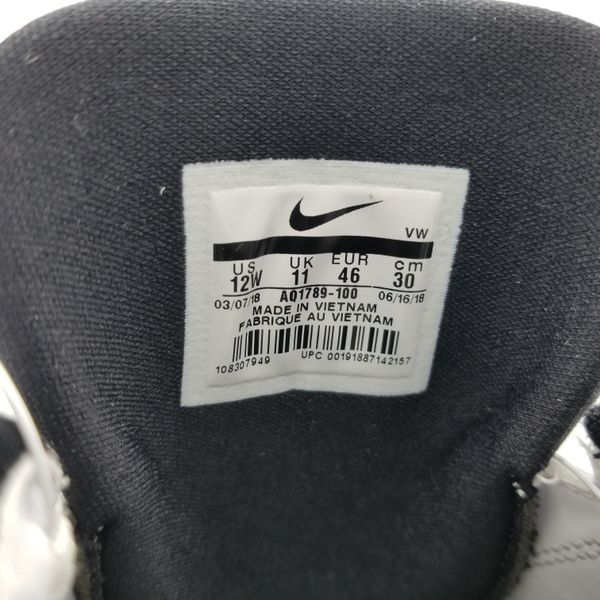 VW
US UK EUR cm
12W 11 46 30
03/07/18 AQ1789-100 06/16/18
MADE IN VIETNAM
FABRIQUE AU VIETNAM
108307949 UPC 00191887142157